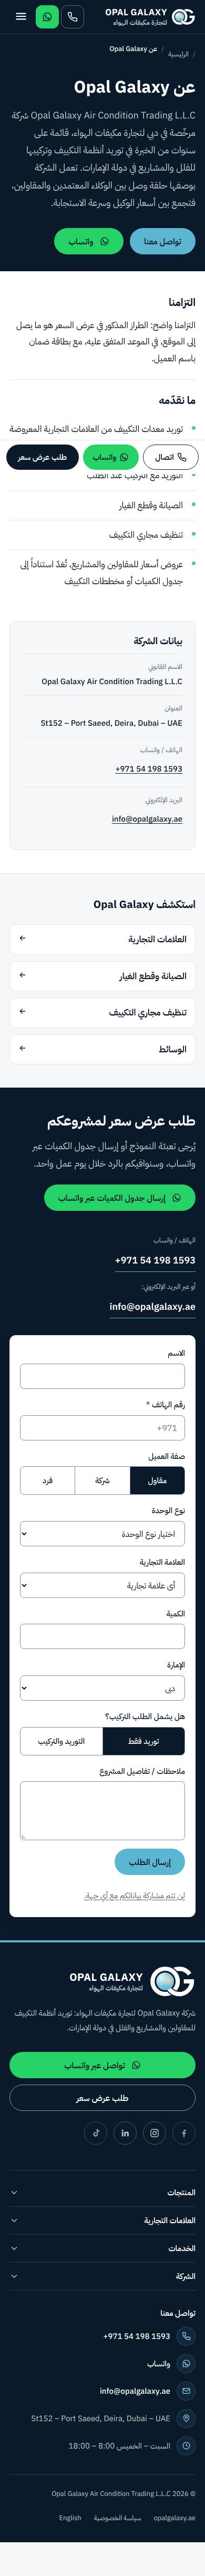 OPAL GALAXY
لتجارة مكيفات الهواء
الرئيسية / عن Opal Galaxy /
عن Opal Galaxy
شركة Opal Galaxy Air Condition Trading L.L.C
مرخّصة في دبي لتجارة مكيفات الهواء، قائمة على
توريد أنظمة التكييف وتركيبها
ودبي والإمارات. تعمل الشركة
بوصفها حلقة وصل بين الوكلاء المعتمدين والمقاولين،
فتجمع بين أسعار الوكيل وسرعة الاستجابة.
تواصل معنا
واتساب
التزامنا
التزامنا واضح: الطراز المذكور في عرض السعر هو ما يصل
إلى الموقع، في الموعد المتفق عليه، مع بطاقة الضمان
باسم العميل.
ما نقدّمه
توريد معدات التكييف من العلامات التجارية المعروضة
اتصال
واتساب
طلب عرض سعر
التوريد مع التركيب عند الطلب
الصيانة وقطع الغيار
تنظيف مجاري التكييف
عروض أسعار للمقاولين والمشاريع، تُعدّ استناداً إلى
جدول الكميات أو مخططات التكييف
بيانات الشركة
الاسم القانوني
Opal Galaxy Air Condition Trading L.L.C
العنوان
St152 – Port Saeed, Deira, Dubai – UAE
الهاتف / واتساب
+971 54 198 1593
البريد الإلكتروني
info@opalgalaxy.ae
استكشف Opal Galaxy
العلامات التجارية
الصيانة وقطع الغيار
تنظيف مجاري التكييف
الوسائط
طلب عرض سعر لمشروعكم
يُرجى تعبئة النموذج أو إرسال جدول الكميات عبر
واتساب، وسنوافيكم بالرد خلال يوم عمل واحد.
إرسال جدول الكميات عبر واتساب
الهاتف / واتساب
+971 54 198 1593
أو عبر البريد الإلكتروني:
info@opalgalaxy.ae
الاسم
رقم الهاتف *
+971
صفة العميل
مقاول
شركة
فرد
نوع الوحدة
اختيار نوع الوحدة
العلامة التجارية
أي علامة تجارية
الكمية
الإمارة
دبي
هل يشمل الطلب التركيب؟
توريد فقط
التوريد والتركيب
ملاحظات / تفاصيل المشروع
إرسال الطلب
لن تتم مشاركة بياناتكم مع أي جهة.
OPAL GALAXY
لتجارة مكيفات الهواء
شركة Opal Galaxy لتجارة مكيفات الهواء: توريد أنظمة التكييف
للمقاولين والمشاريع والفلل في دولة الإمارات.
تواصل عبر واتساب
طلب عرض سعر
المنتجات
العلامات التجارية
الخدمات
الشركة
تواصل معنا
+971 54 198 1593
واتساب
info@opalgalaxy.ae
St152 – Port Saeed, Deira, Dubai – UAE
السبت – الخميس 8:00 – 18:00
© 2026 Opal Galaxy Air Condition Trading L.L.C
opalgalaxy.ae سياسة الخصوصية English